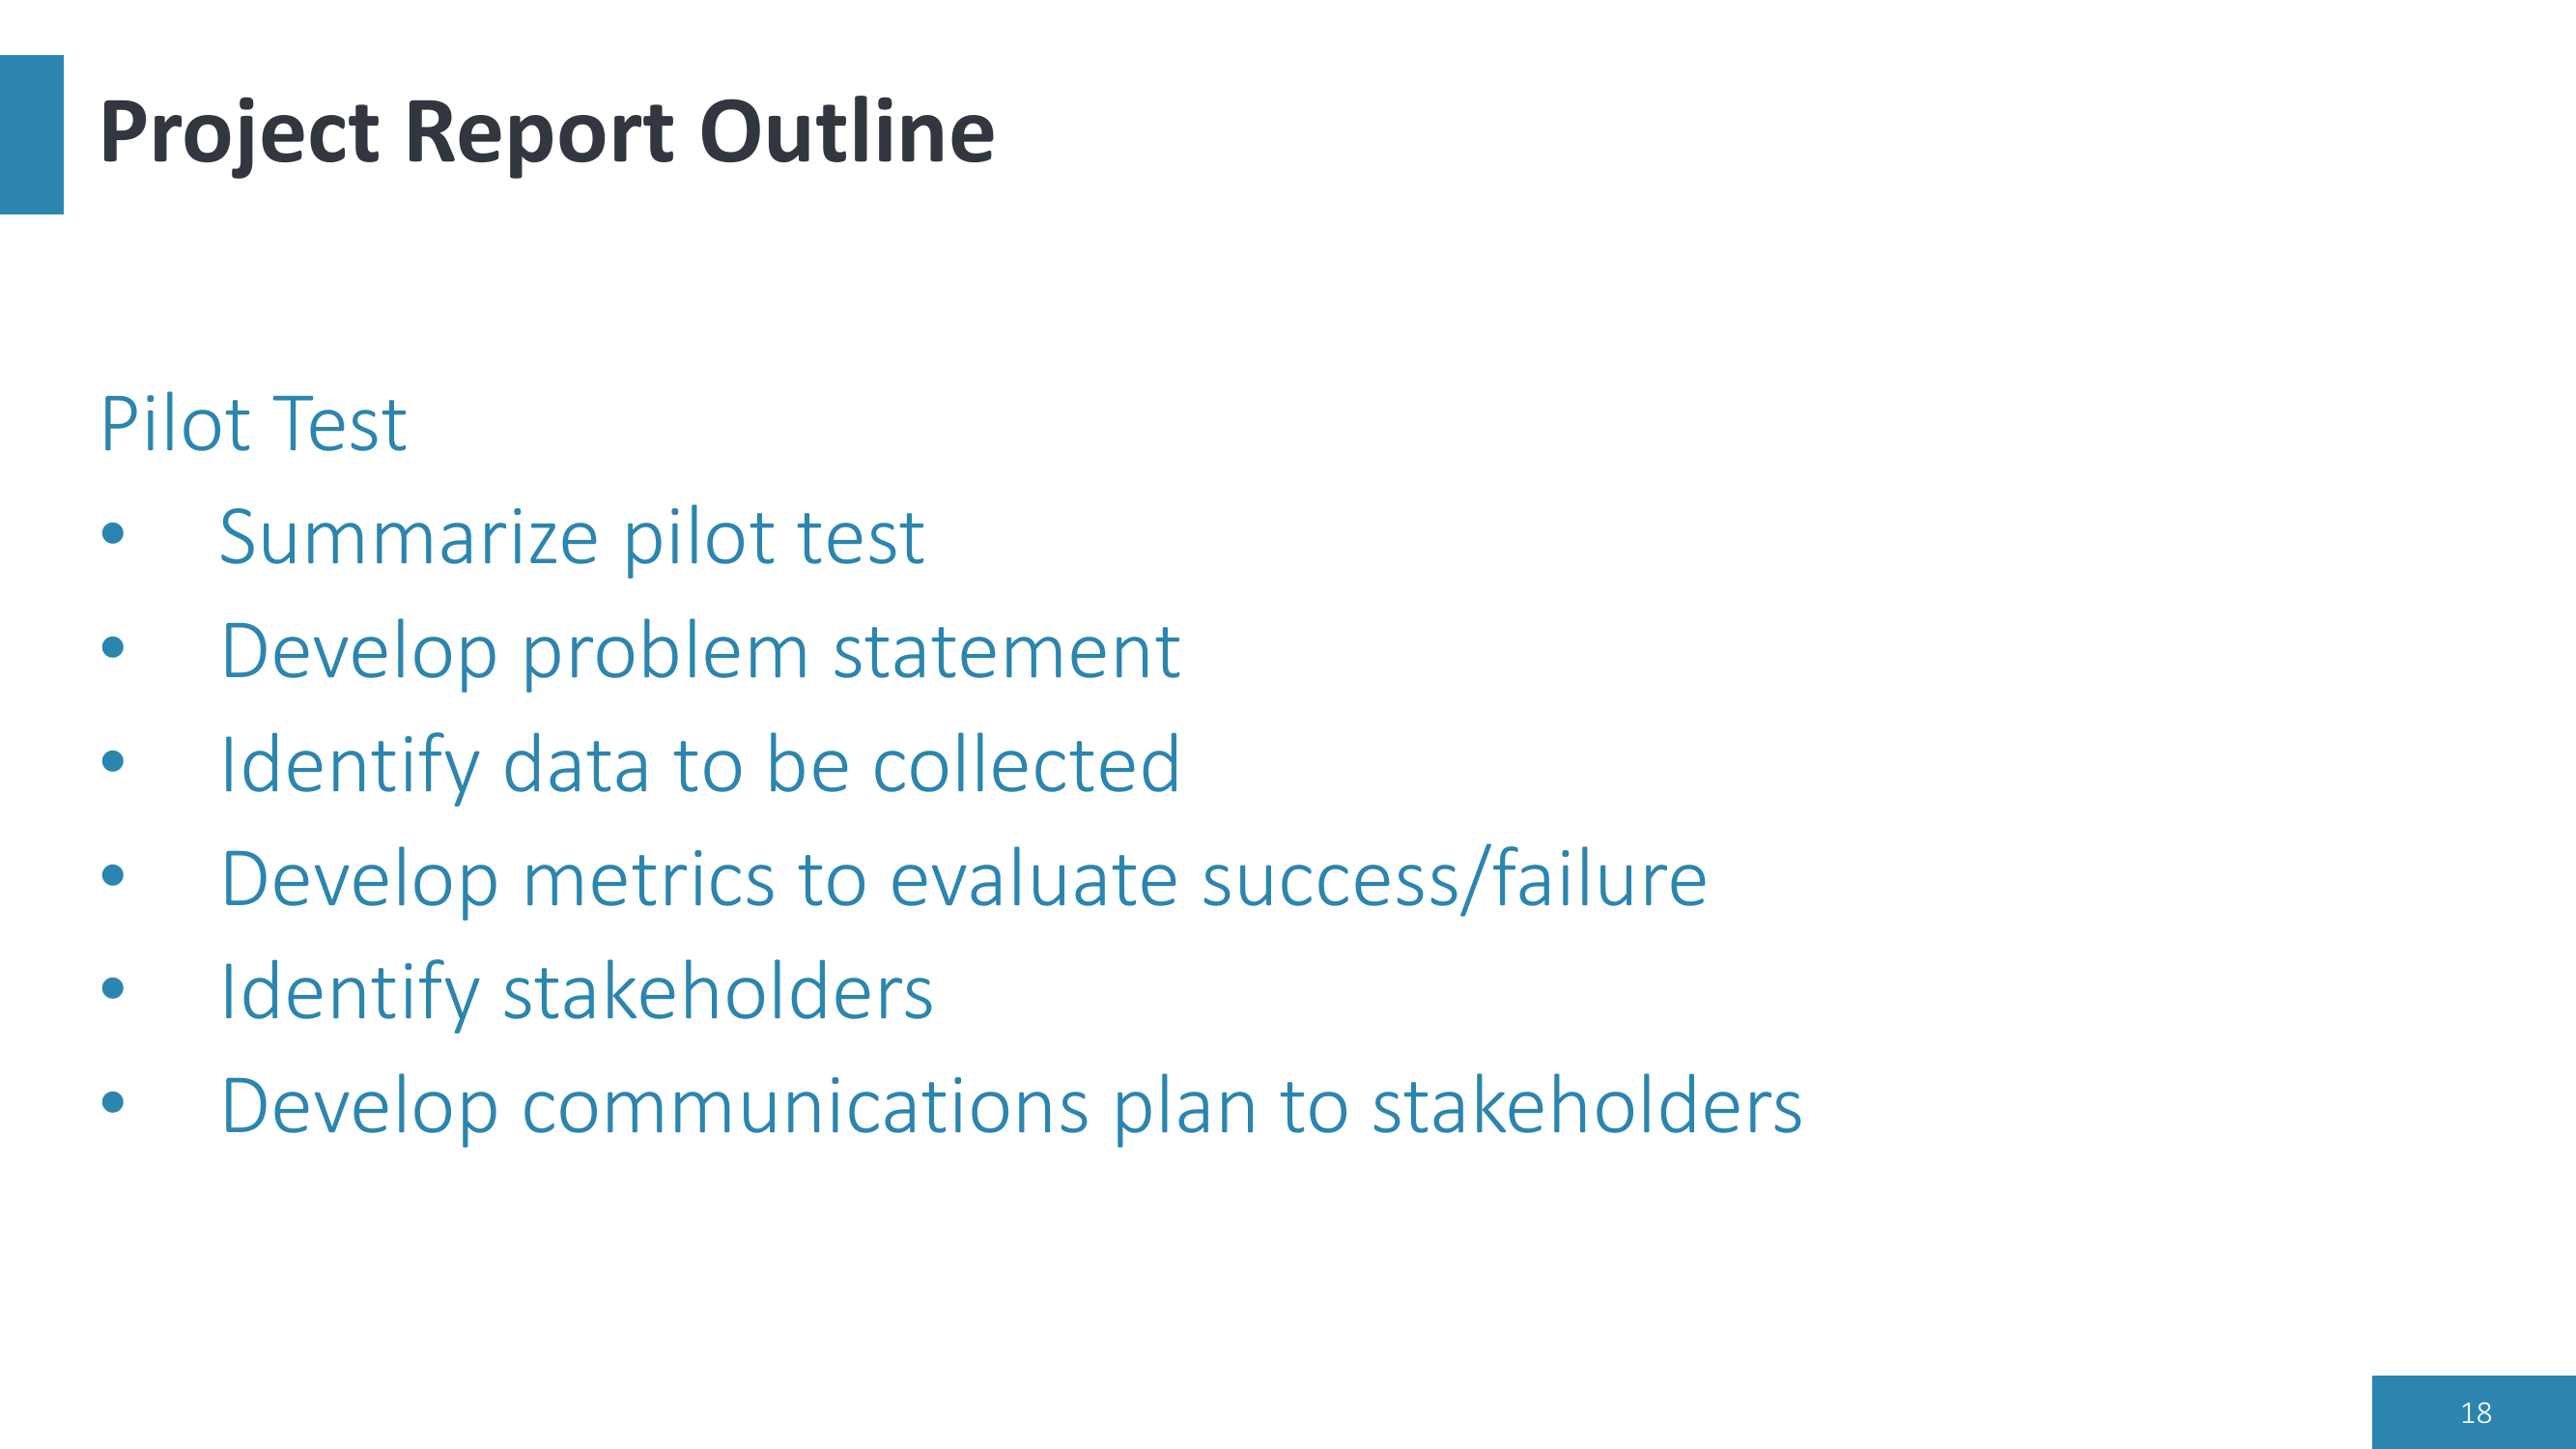 Project Report Outline
Pilot Test
• Summarize pilot test
• Develop problem statement
• Identify data to be collected
• Develop metrics to evaluate success/failure
• Identify stakeholders
• Develop communications plan to stakeholders
18